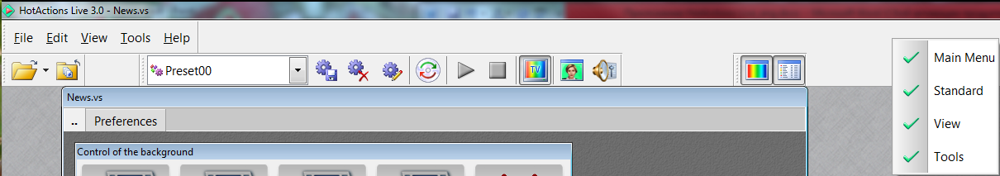 HotActions Live 3.0 - News.vs
File Edit View Tools Help
Preset00
TV
News.vs
.. Preferences
Control of the background
Main Menu
Standard
View
Tools